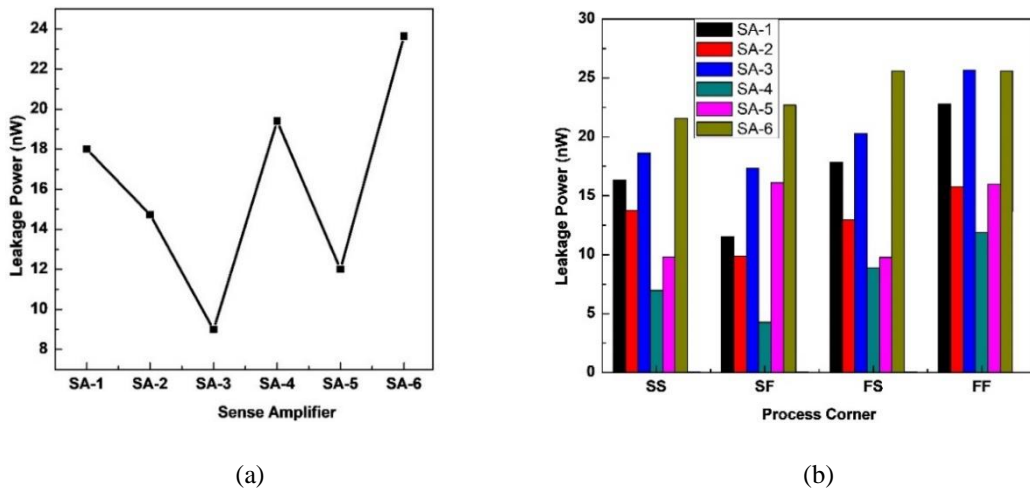 24
22
20
18
16
14
12
10
8
Leakage Power (nW)
SA-1 SA-2 SA-3 SA-4 SA-5 SA-6
Sense Amplifier
(a)
30
25
20
15
10
5
0
Leakage Power (nW)
SA-1
SA-2
SA-3
SA-4
SA-5
SA-6
SS SF FS FF
Process Corner
(b)